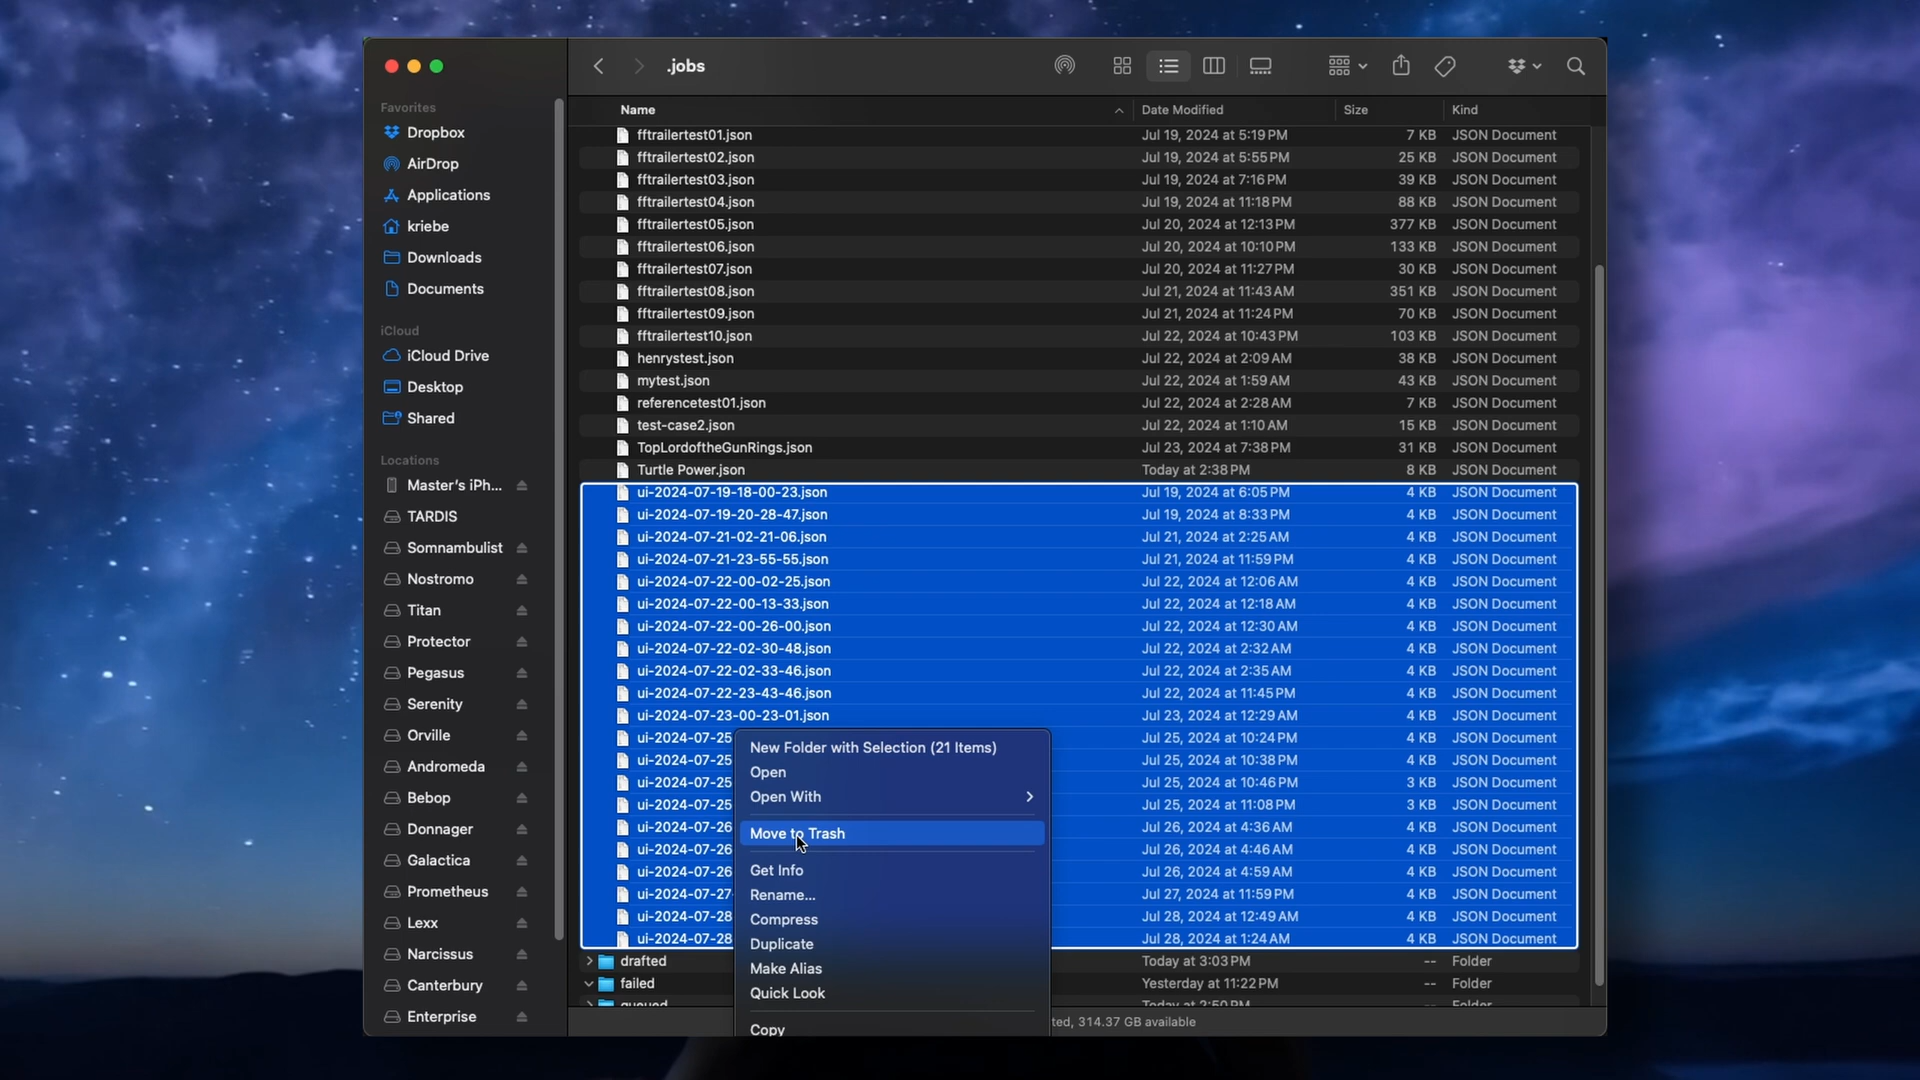 .jobs
Favorites
Dropbox
AirDrop
Applications
kriebe
Downloads
Documents
iCloud
iCloud Drive
Desktop
Shared
Locations
Master's iPh...
TARDIS
Somnambulist
Nostromo
Titan
Protector
Pegasus
Serenity
Orville
Andromeda
Bebop
Donnager
Galactica
Prometheus
Lexx
Narcissus
Canterbury
Enterprise
Name Date Modified Size Kind
fftrailertest01.json Jul 19, 2024 at 5:19 PM 7 KB JSON Document
fftrailertest02.json Jul 19, 2024 at 5:55 PM 25 KB JSON Document
fftrailertest03.json Jul 19, 2024 at 7:16 PM 39 KB JSON Document
fftrailertest04.json Jul 19, 2024 at 11:18 PM 88 KB JSON Document
fftrailertest05.json Jul 20, 2024 at 12:13 PM 377 KB JSON Document
fftrailertest06.json Jul 20, 2024 at 10:10 PM 133 KB JSON Document
fftrailertest07.json Jul 20, 2024 at 11:27 PM 30 KB JSON Document
fftrailertest08.json Jul 21, 2024 at 11:43 AM 351 KB JSON Document
fftrailertest09.json Jul 21, 2024 at 11:24 PM 70 KB JSON Document
fftrailertest10.json Jul 22, 2024 at 10:43 PM 103 KB JSON Document
henrystest.json Jul 22, 2024 at 2:09 AM 38 KB JSON Document
mytest.json Jul 22, 2024 at 1:59 AM 43 KB JSON Document
referencetest01.json Jul 22, 2024 at 2:28 AM 7 KB JSON Document
test-case2.json Jul 22, 2024 at 1:10 AM 15 KB JSON Document
TopLordoftheGunRings.json Jul 23, 2024 at 7:38 PM 31 KB JSON Document
Turtle Power.json Today at 2:38 PM 8 KB JSON Document
ui-2024-07-19-18-00-23.json Jul 19, 2024 at 6:05 PM 4 KB JSON Document
ui-2024-07-19-20-28-47.json Jul 19, 2024 at 8:33 PM 4 KB JSON Document
ui-2024-07-21-02-21-06.json Jul 21, 2024 at 2:25 AM 4 KB JSON Document
ui-2024-07-21-23-55-55.json Jul 21, 2024 at 11:59 PM 4 KB JSON Document
ui-2024-07-22-00-02-25.json Jul 22, 2024 at 12:06 AM 4 KB JSON Document
ui-2024-07-22-00-13-33.json Jul 22, 2024 at 12:18 AM 4 KB JSON Document
ui-2024-07-22-00-26-00.json Jul 22, 2024 at 12:30 AM 4 KB JSON Document
ui-2024-07-22-02-30-48.json Jul 22, 2024 at 2:32 AM 4 KB JSON Document
ui-2024-07-22-02-33-46.json Jul 22, 2024 at 2:35 AM 4 KB JSON Document
ui-2024-07-22-23-43-46.json Jul 22, 2024 at 11:45 PM 4 KB JSON Document
ui-2024-07-23-00-23-01.json Jul 23, 2024 at 12:29 AM 4 KB JSON Document
ui-2024-07-25 Jul 25, 2024 at 10:24 PM 4 KB JSON Document
ui-2024-07-25 Jul 25, 2024 at 10:38 PM 4 KB JSON Document
ui-2024-07-25 Jul 25, 2024 at 10:46 PM 3 KB JSON Document
ui-2024-07-25 Jul 25, 2024 at 11:08 PM 3 KB JSON Document
ui-2024-07-26 Jul 26, 2024 at 4:36 AM 4 KB JSON Document
ui-2024-07-26 Jul 26, 2024 at 4:46 AM 4 KB JSON Document
ui-2024-07-26 Jul 26, 2024 at 4:59 AM 4 KB JSON Document
ui-2024-07-27 Jul 27, 2024 at 11:59 PM 4 KB JSON Document
ui-2024-07-28 Jul 28, 2024 at 12:49 AM 4 KB JSON Document
ui-2024-07-28 Jul 28, 2024 at 1:24 AM 4 KB JSON Document
drafted Today at 3:03 PM -- Folder
failed Yesterday at 11:22 PM -- Folder
queued Today at 2:50 PM -- Folder
New Folder with Selection (21 Items)
Open
Open With
Move to Trash
Get Info
Rename...
Compress
Duplicate
Make Alias
Quick Look
Copy
ted, 314.37 GB available